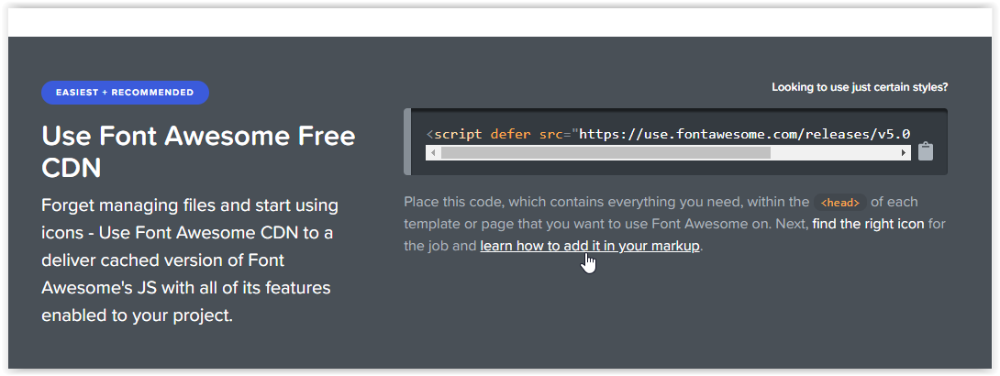 EASIEST + RECOMMENDED
Use Font Awesome Free
CDN
Forget managing files and start using
icons - Use Font Awesome CDN to a
deliver cached version of Font
Awesome's JS with all of its features
enabled to your project.
Looking to use just certain styles?
<script defer src="https://use.fontawesome.com/releases/v5.0
Place this code, which contains everything you need, within the <head> of each
template or page that you want to use Font Awesome on. Next, find the right icon for
the job and learn how to add it in your markup.